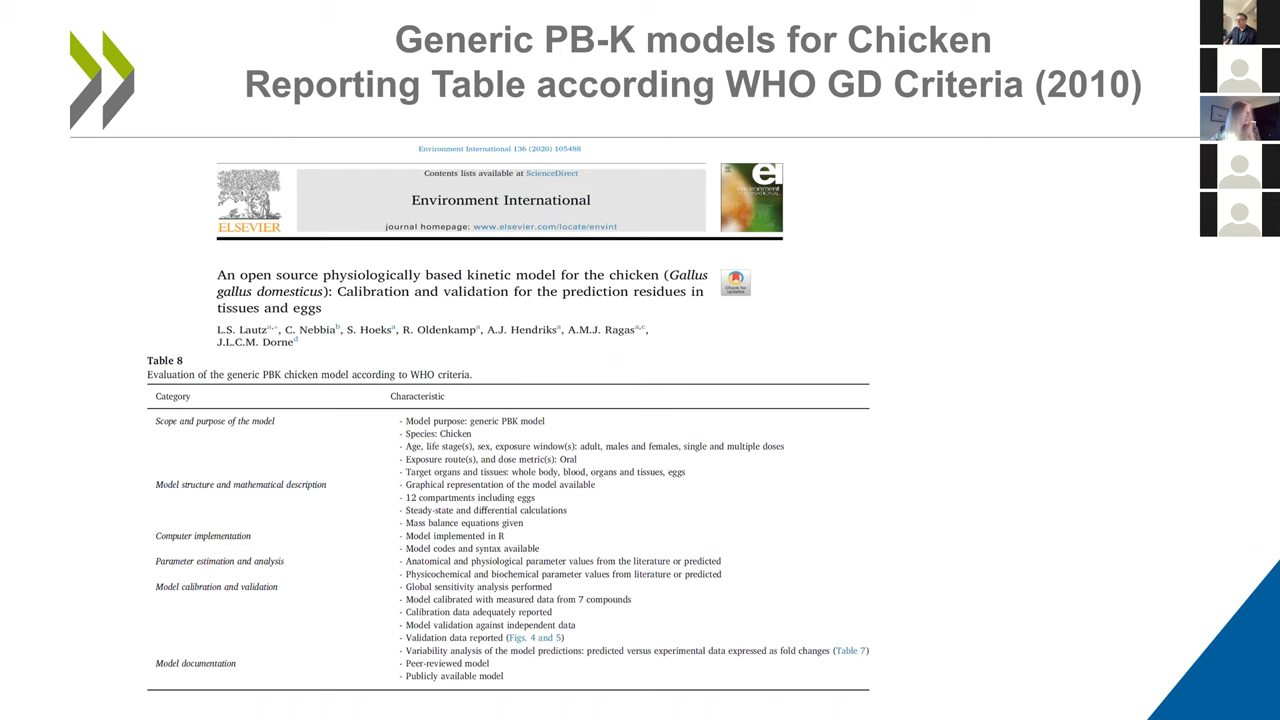 Generic PB-K models for Chicken
Reporting Table according WHO GD Criteria (2010)
Environment International 136 (2020) 105488
Contents lists available at ScienceDirect
Environment International
journal homepage: www.elsevier.com/locate/envint
ELSEVIER
e
environment
INTERNATIONAL
An open source physiologically based kinetic model for the chicken (Gallus
gallus domesticus): Calibration and validation for the prediction residues in
tissues and eggs
Check for
updates
L.S. Lautz a,*, C. Nebbia b, S. Hoeks a, R. Oldenkamp a, A.J. Hendriks a, A.M.J. Ragas a,c,
J.L.C.M. Dorne d
Table 8
Evaluation of the generic PBK chicken model according to WHO criteria.
Category Characteristic
Scope and purpose of the model - Model purpose: generic PBK model
- Species: Chicken
- Age, life stage(s), sex, exposure window(s): adult, males and females, single and multiple doses
- Exposure route(s), and dose metric(s): Oral
- Target organs and tissues: whole body, blood, organs and tissues, eggs
Model structure and mathematical description - Graphical representation of the model available
- 12 compartments including eggs
- Steady-state and differential calculations
- Mass balance equations given
Computer implementation - Model implemented in R
- Model codes and syntax available
Parameter estimation and analysis - Anatomical and physiological parameter values from the literature or predicted
- Physicochemical and biochemical parameter values from literature or predicted
Model calibration and validation - Global sensitivity analysis performed
- Model calibrated with measured data from 7 compounds
- Calibration data adequately reported
- Model validation against independent data
- Validation data reported (Figs. 4 and 5)
- Variability analysis of the model predictions: predicted versus experimental data expressed as fold changes (Table 7)
Model documentation - Peer-reviewed model
- Publicly available model